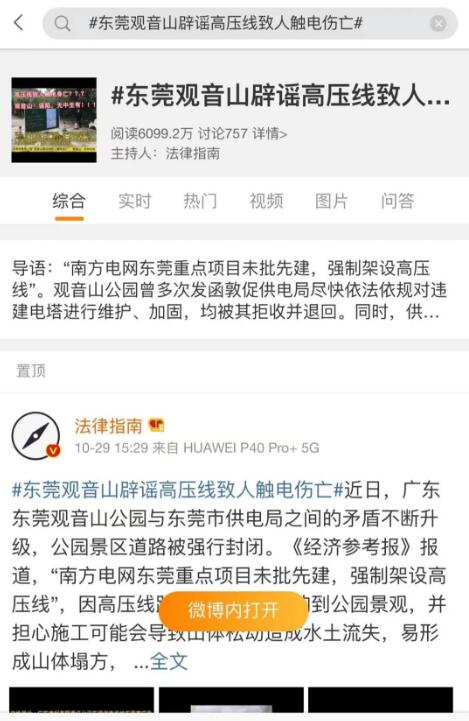 #东莞观音山辟谣高压线致人触电伤亡#
#东莞观音山辟谣高压线致人...
阅读6099.2万 讨论757 详情>
主持人：法律指南
综合 实时 热门 视频 图片 问答
导语：“南方电网东莞重点项目未批先建，强制架设高压
线”。观音山公园曾多次发函敦促供电局尽快依法依规对违
建电塔进行维护、加固，均被其拒收并退回。同时，供...
置顶
法律指南
10-29 15:29 来自 HUAWEI P40 Pro+ 5G
#东莞观音山辟谣高压线致人触电伤亡#近日，广东
东莞观音山公园与东莞市供电局之间的矛盾不断升
级，公园景区道路被强行封闭。《经济参考报》报
道，“南方电网东莞重点项目未批先建，强制架设高
压线”，因高压线 到公园景观，并
微博内打开
担心施工可能会导致山体松动造成水土流失，易形
成山体塌方， ...全文